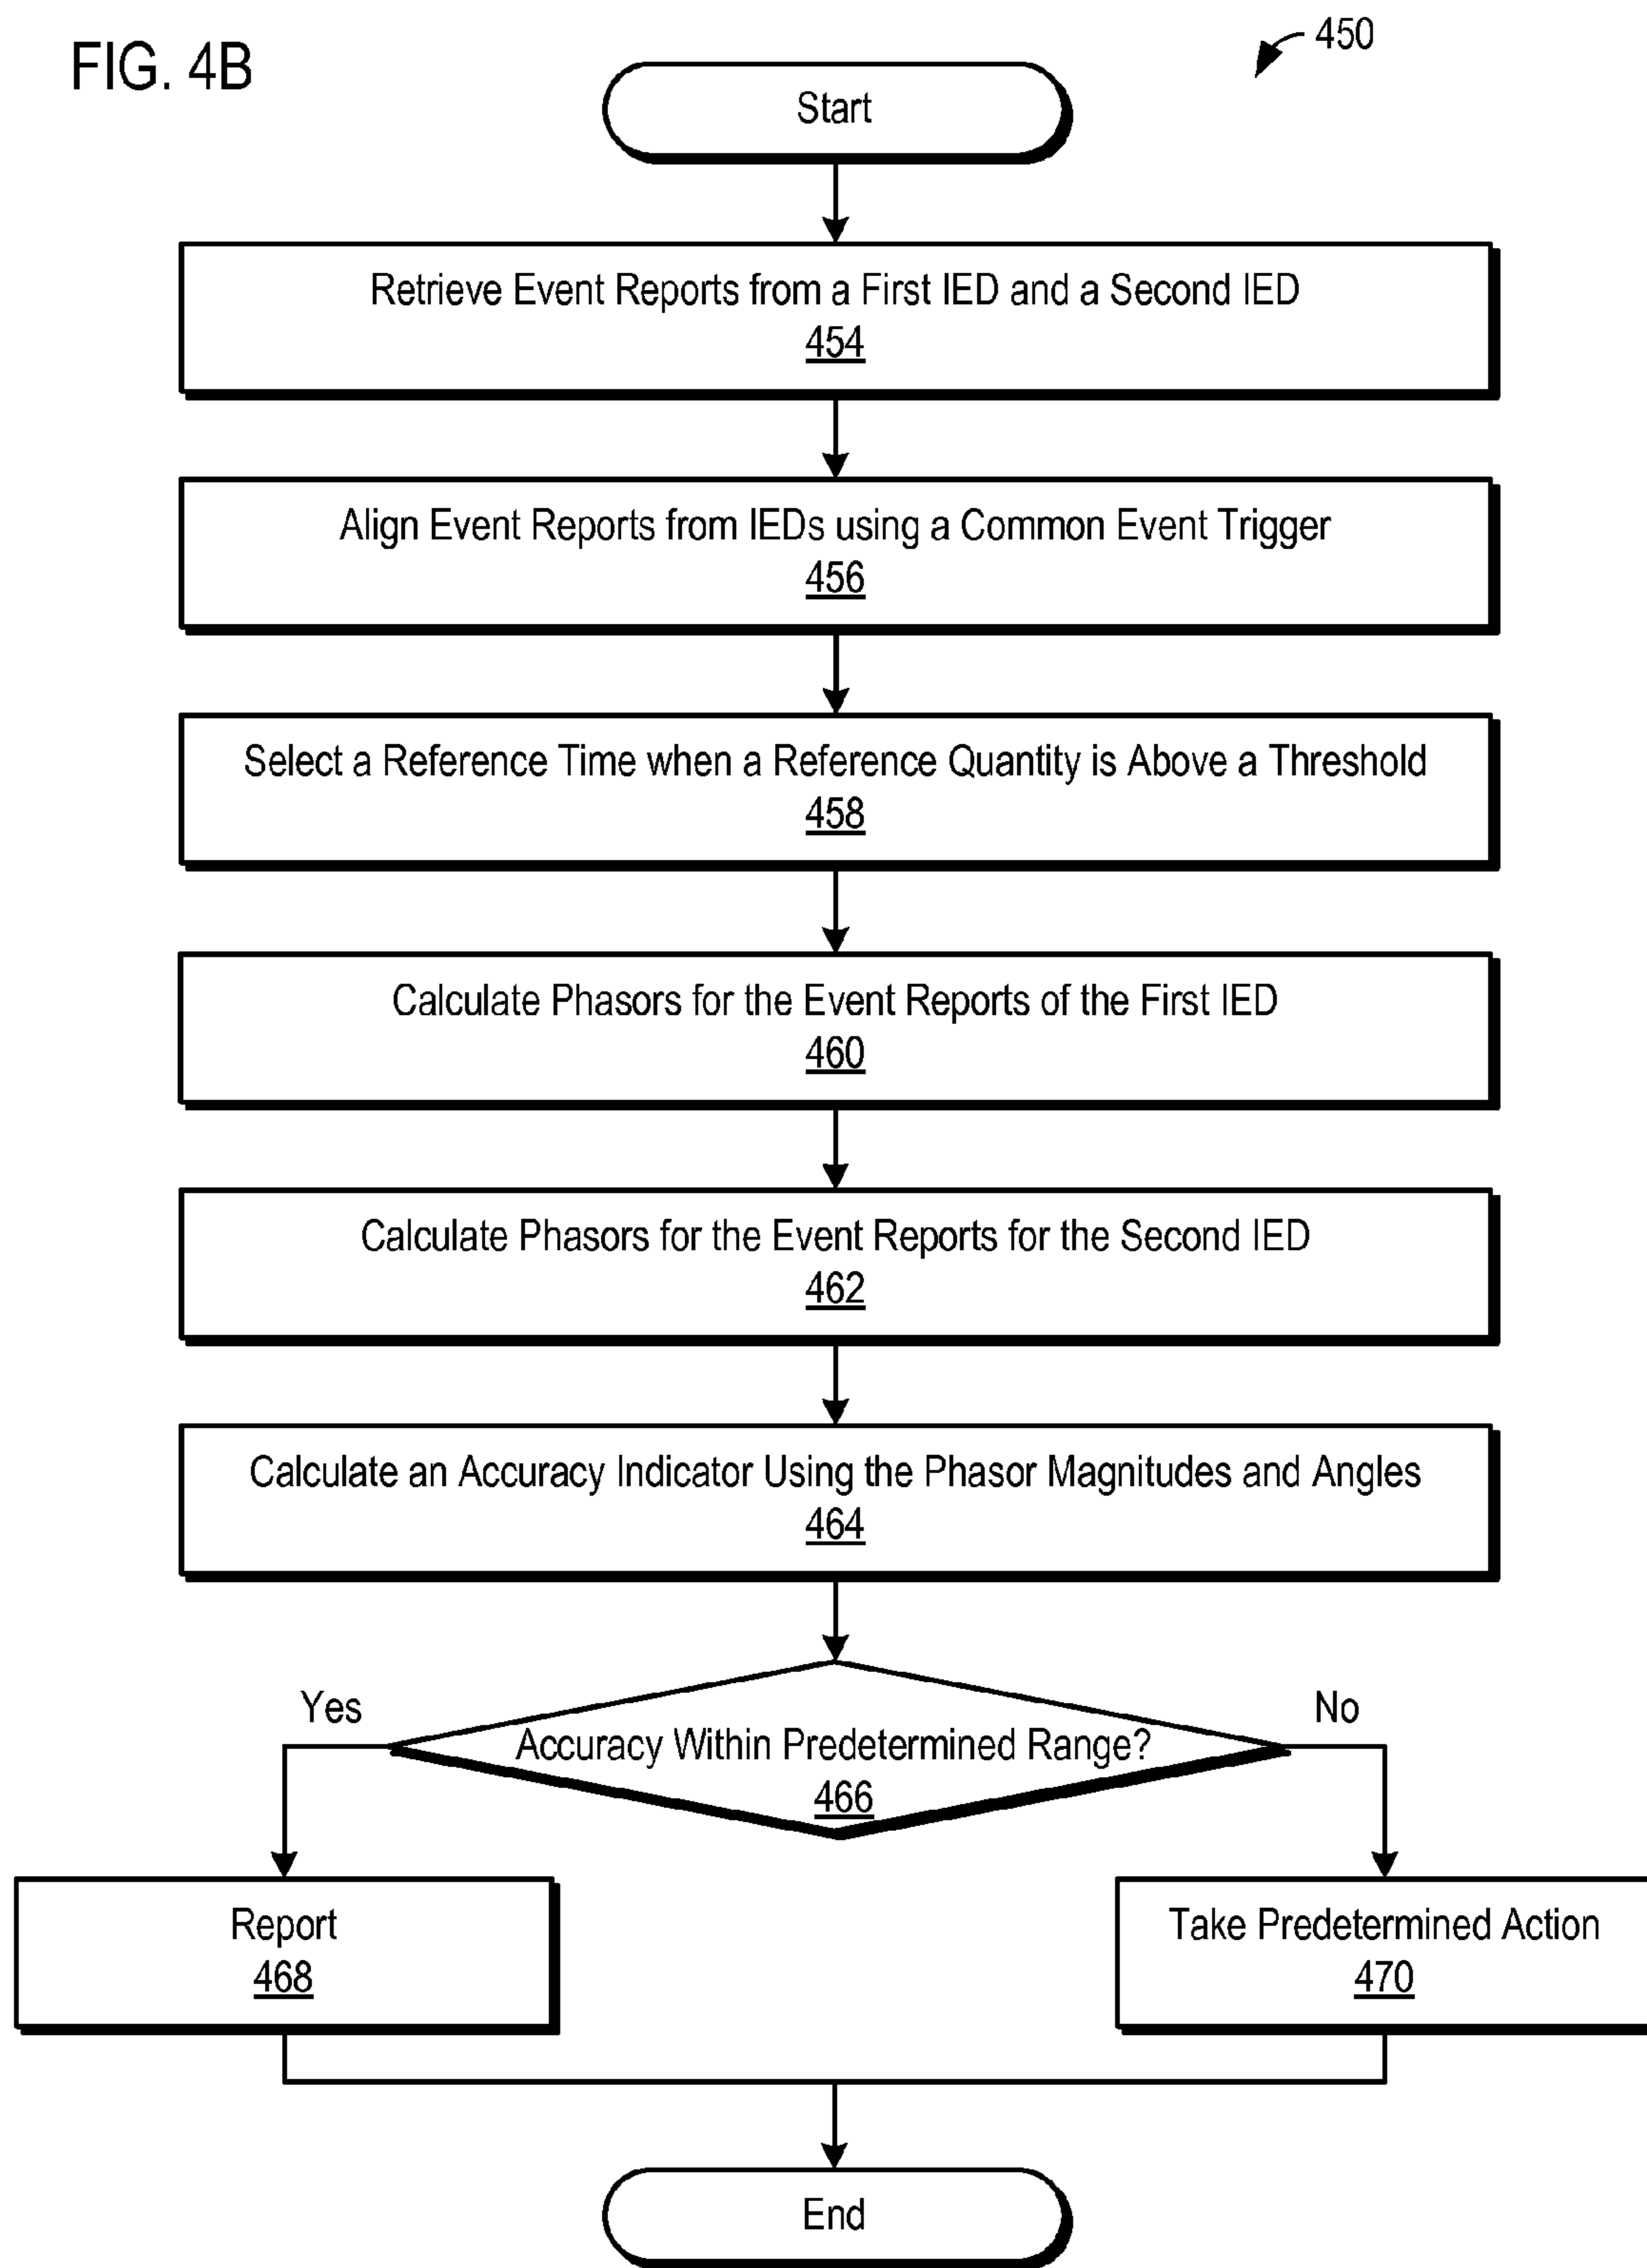 FIG. 4B
450
Start
Retrieve Event Reports from a First IED and a Second IED
454
Align Event Reports from IEDs using a Common Event Trigger
456
Select a Reference Time when a Reference Quantity is Above a Threshold
458
Calculate Phasors for the Event Reports of the First IED
460
Calculate Phasors for the Event Reports for the Second IED
462
Calculate an Accuracy Indicator Using the Phasor Magnitudes and Angles
464
Yes
No
Accuracy Within Predetermined Range?
466
Report
468
Take Predetermined Action
470
End